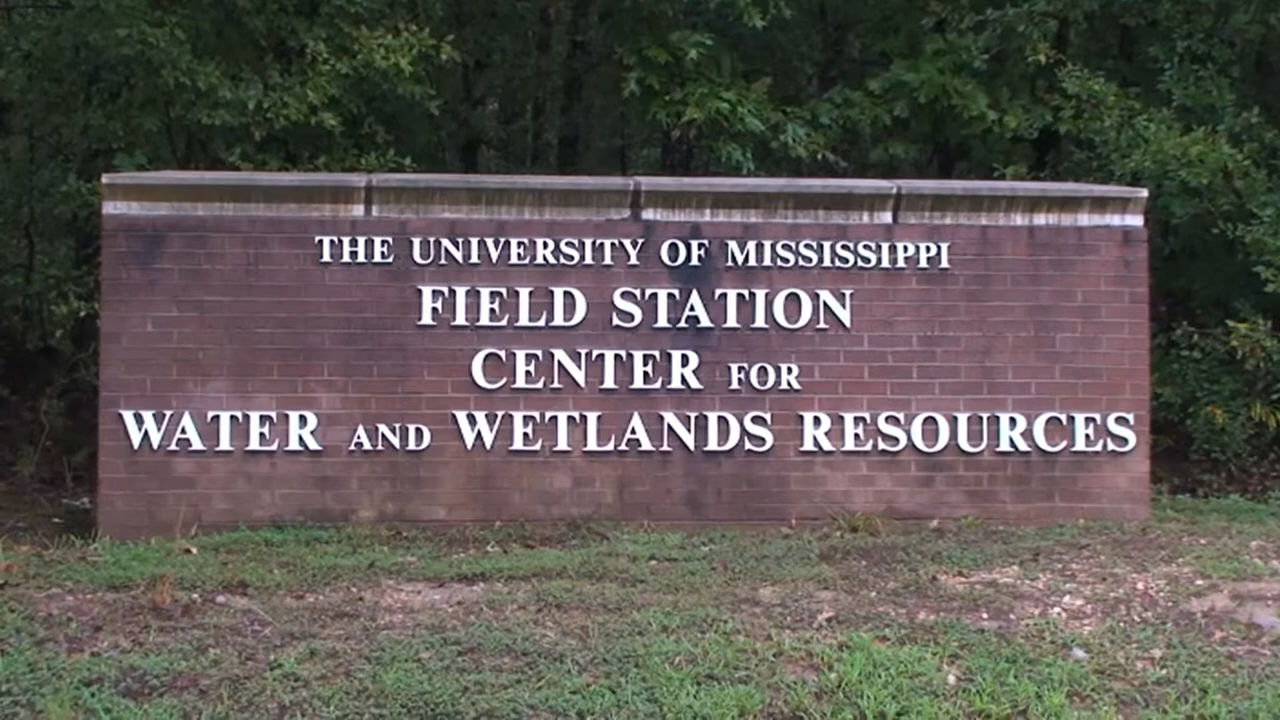 THE UNIVERSITY OF MISSISSIPPI
FIELD STATION
CENTER FOR
WATER AND WETLANDS RESOURCES